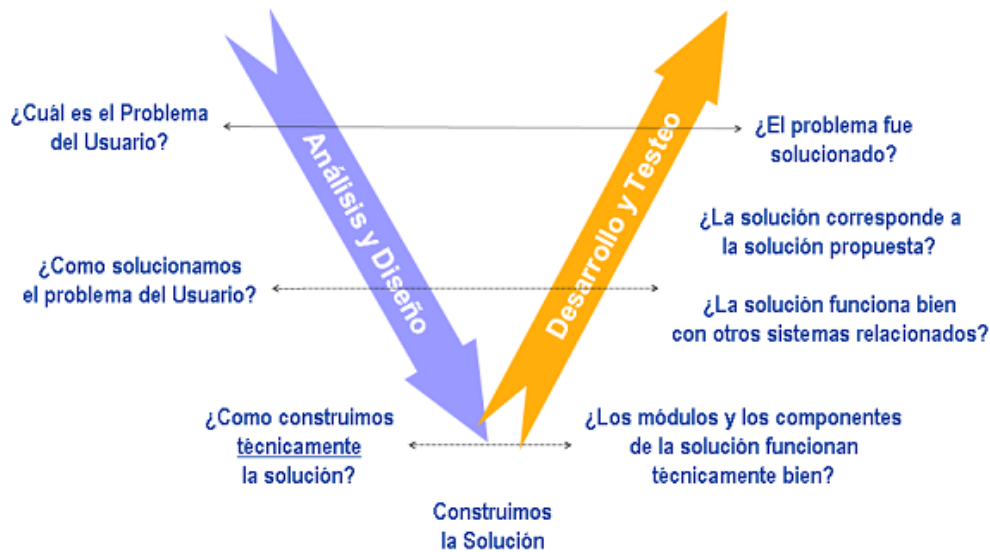 ¿Cuál es el Problema
del Usuario?
Análisis y Diseño
Desarrollo y Testeo
¿El problema fue
solucionado?
¿La solución corresponde a
la solución propuesta?
¿Como solucionamos
el problema del Usuario?
¿La solución funciona bien
con otros sistemas relacionados?
¿Como construimos
técnicamente
la solución?
¿Los módulos y los componentes
de la solución funcionan
técnicamente bien?
Construimos
la Solución